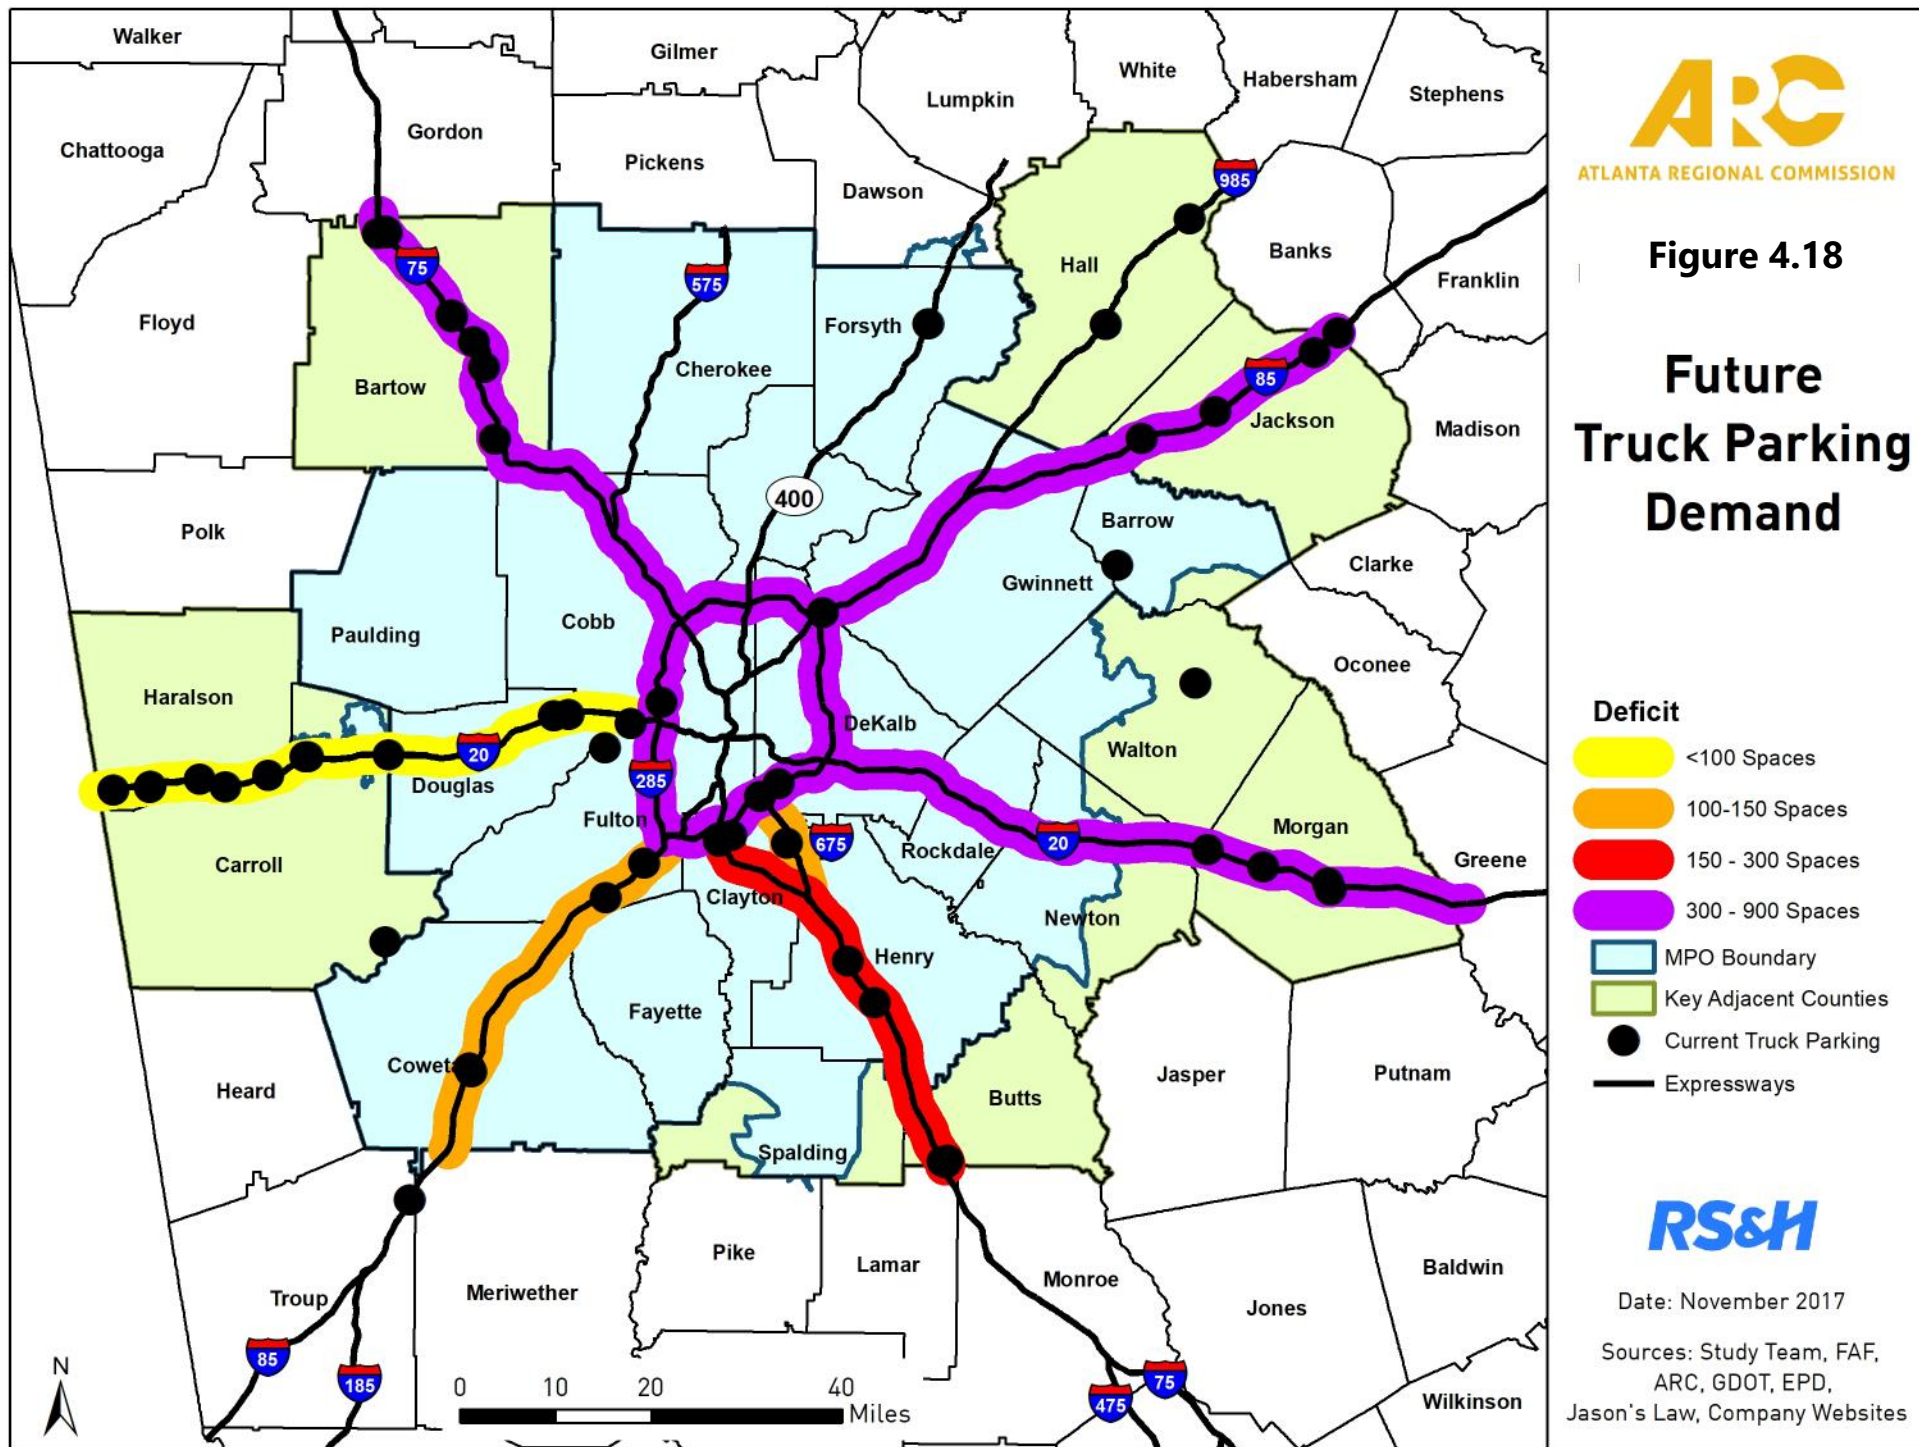 Walker
Gilmer
White
Habersham
Stephens
Lumpkin
Chattooga
Gordon
Pickens
Dawson
985
Banks
Hall
75
575
Franklin
Floyd
Forsyth
Cherokee
85
Bartow
Jackson
Madison
400
Polk
Barrow
Clarke
Gwinnett
Cobb
Paulding
Oconee
Haralson
DeKalb
20
Walton
Douglas
285
Fulton
Morgan
675
20
Rockdale
Greene
Carroll
Clayton
Newton
Henry
Fayette
Coweta
Heard
Jasper
Putnam
Butts
Spalding
Pike
Lamar
Monroe
Baldwin
Meriwether
Troup
Jones
85
185
75
475
Wilkinson
N
0 10 20 40
Miles
ARC
ATLANTA REGIONAL COMMISSION
Figure 4.18
Future
Truck Parking
Demand
Deficit
<100 Spaces
100-150 Spaces
150 - 300 Spaces
300 - 900 Spaces
MPO Boundary
Key Adjacent Counties
Current Truck Parking
Expressways
RS&H
Date: November 2017
Sources: Study Team, FAF,
ARC, GDOT, EPD,
Jason's Law, Company Websites